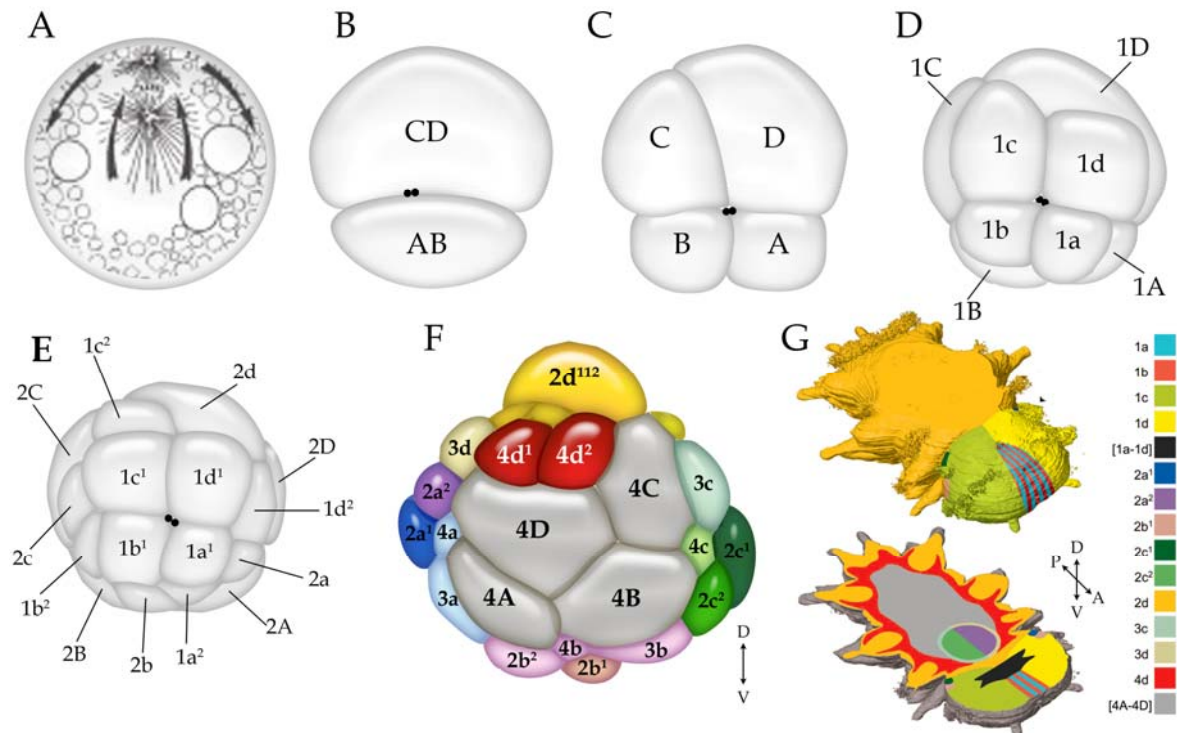 A
B
C
D
CD
AB
C
D
B
A
1C
1D
1c
1d
1b
1a
1B
1A
E
1c²
2d
2C
2D
1c¹
1d¹
1d²
2c
1b¹
1a¹
2a
1b²
2B
2b
1a²
2A
F
2d¹¹²
3d
4d¹
4d²
2a²
4C
3c
2a¹
4a
4D
4c
2c¹
3a
4A
4B
2c²
2b²
4b
2b¹
3b
D
V
G
1a
1b
1c
1d
[1a-1d]
2a¹
2a²
2b¹
2c¹
2c²
2d
3c
3d
4d
[4A-4D]
D
P
A
V